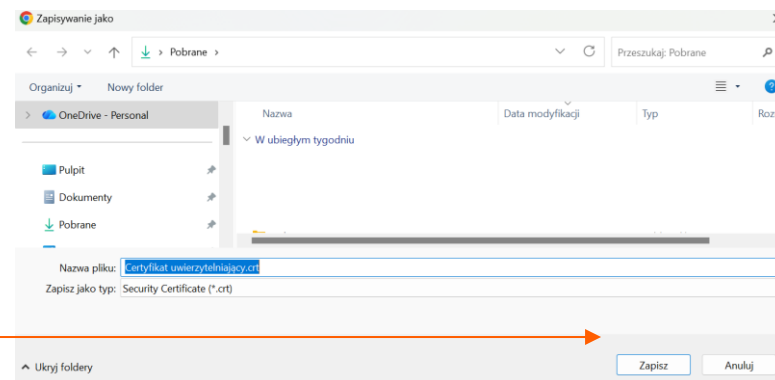 Zapisywanie jako
Pobrane
Przeszukaj: Pobrane
Organizuj
Nowy folder
OneDrive - Personal
Nazwa
Data modyfikacji
Typ
Roz
W ubiegłym tygodniu
Pulpit
Dokumenty
Pobrane
Nazwa pliku: Certyfikat uwierzytelniający.crt
Zapisz jako typ: Security Certificate (*.crt)
Ukryj foldery
Zapisz
Anuluj